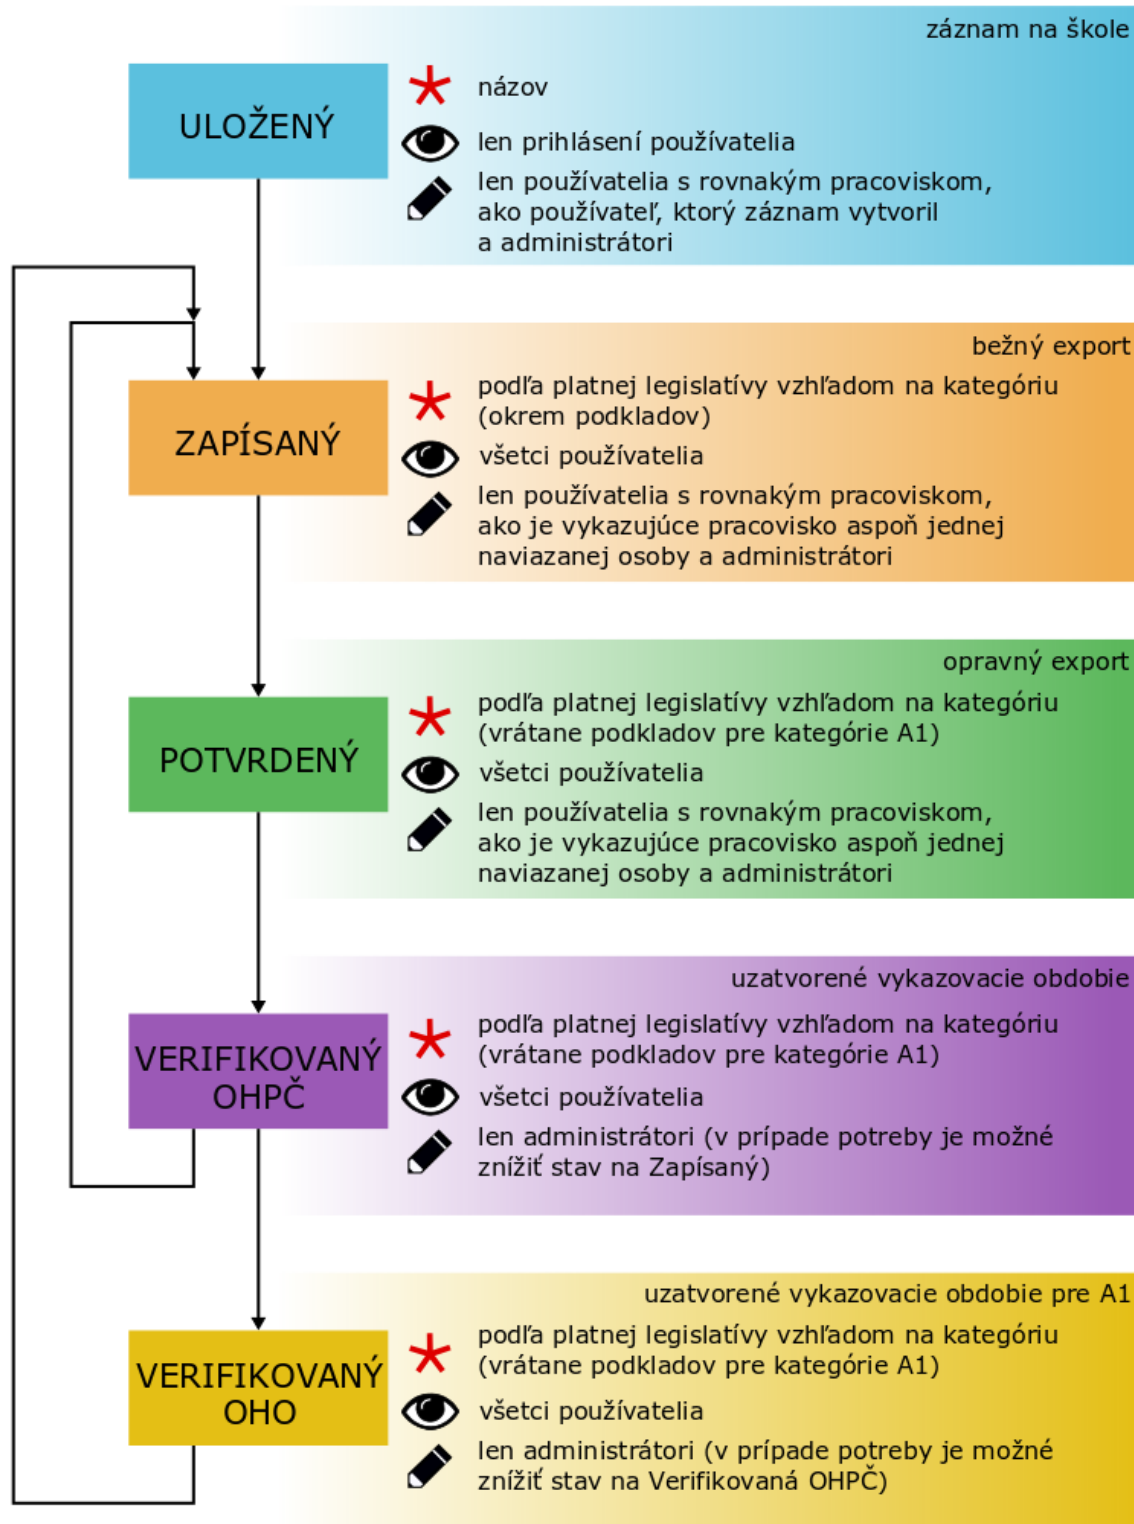 záznam na škole
ULOŽENÝ
názov
len prihlásení používatelia
len používatelia s rovnakým pracoviskom,
ako používateľ, ktorý záznam vytvoril
a administrátori
bežný export
ZAPÍSANÝ
podľa platnej legislatívy vzhľadom na kategóriu
(okrem podkladov)
všetci používatelia
len používatelia s rovnakým pracoviskom,
ako je vykazujúce pracovisko aspoň jednej
naviazanej osoby a administrátori
opravný export
POTVRDENÝ
podľa platnej legislatívy vzhľadom na kategóriu
(vrátane podkladov pre kategórie A1)
všetci používatelia
len používatelia s rovnakým pracoviskom,
ako je vykazujúce pracovisko aspoň jednej
naviazanej osoby a administrátori
uzatvorené vykazovacie obdobie
VERIFIKOVANÝ
OHPČ
podľa platnej legislatívy vzhľadom na kategóriu
(vrátane podkladov pre kategórie A1)
všetci používatelia
len administrátori (v prípade potreby je možné
znížiť stav na Zapísaný)
uzatvorené vykazovacie obdobie pre A1
VERIFIKOVANÝ
OHO
podľa platnej legislatívy vzhľadom na kategóriu
(vrátane podkladov pre kategórie A1)
všetci používatelia
len administrátori (v prípade potreby je možné
znížiť stav na Verifikovaná OHPČ)